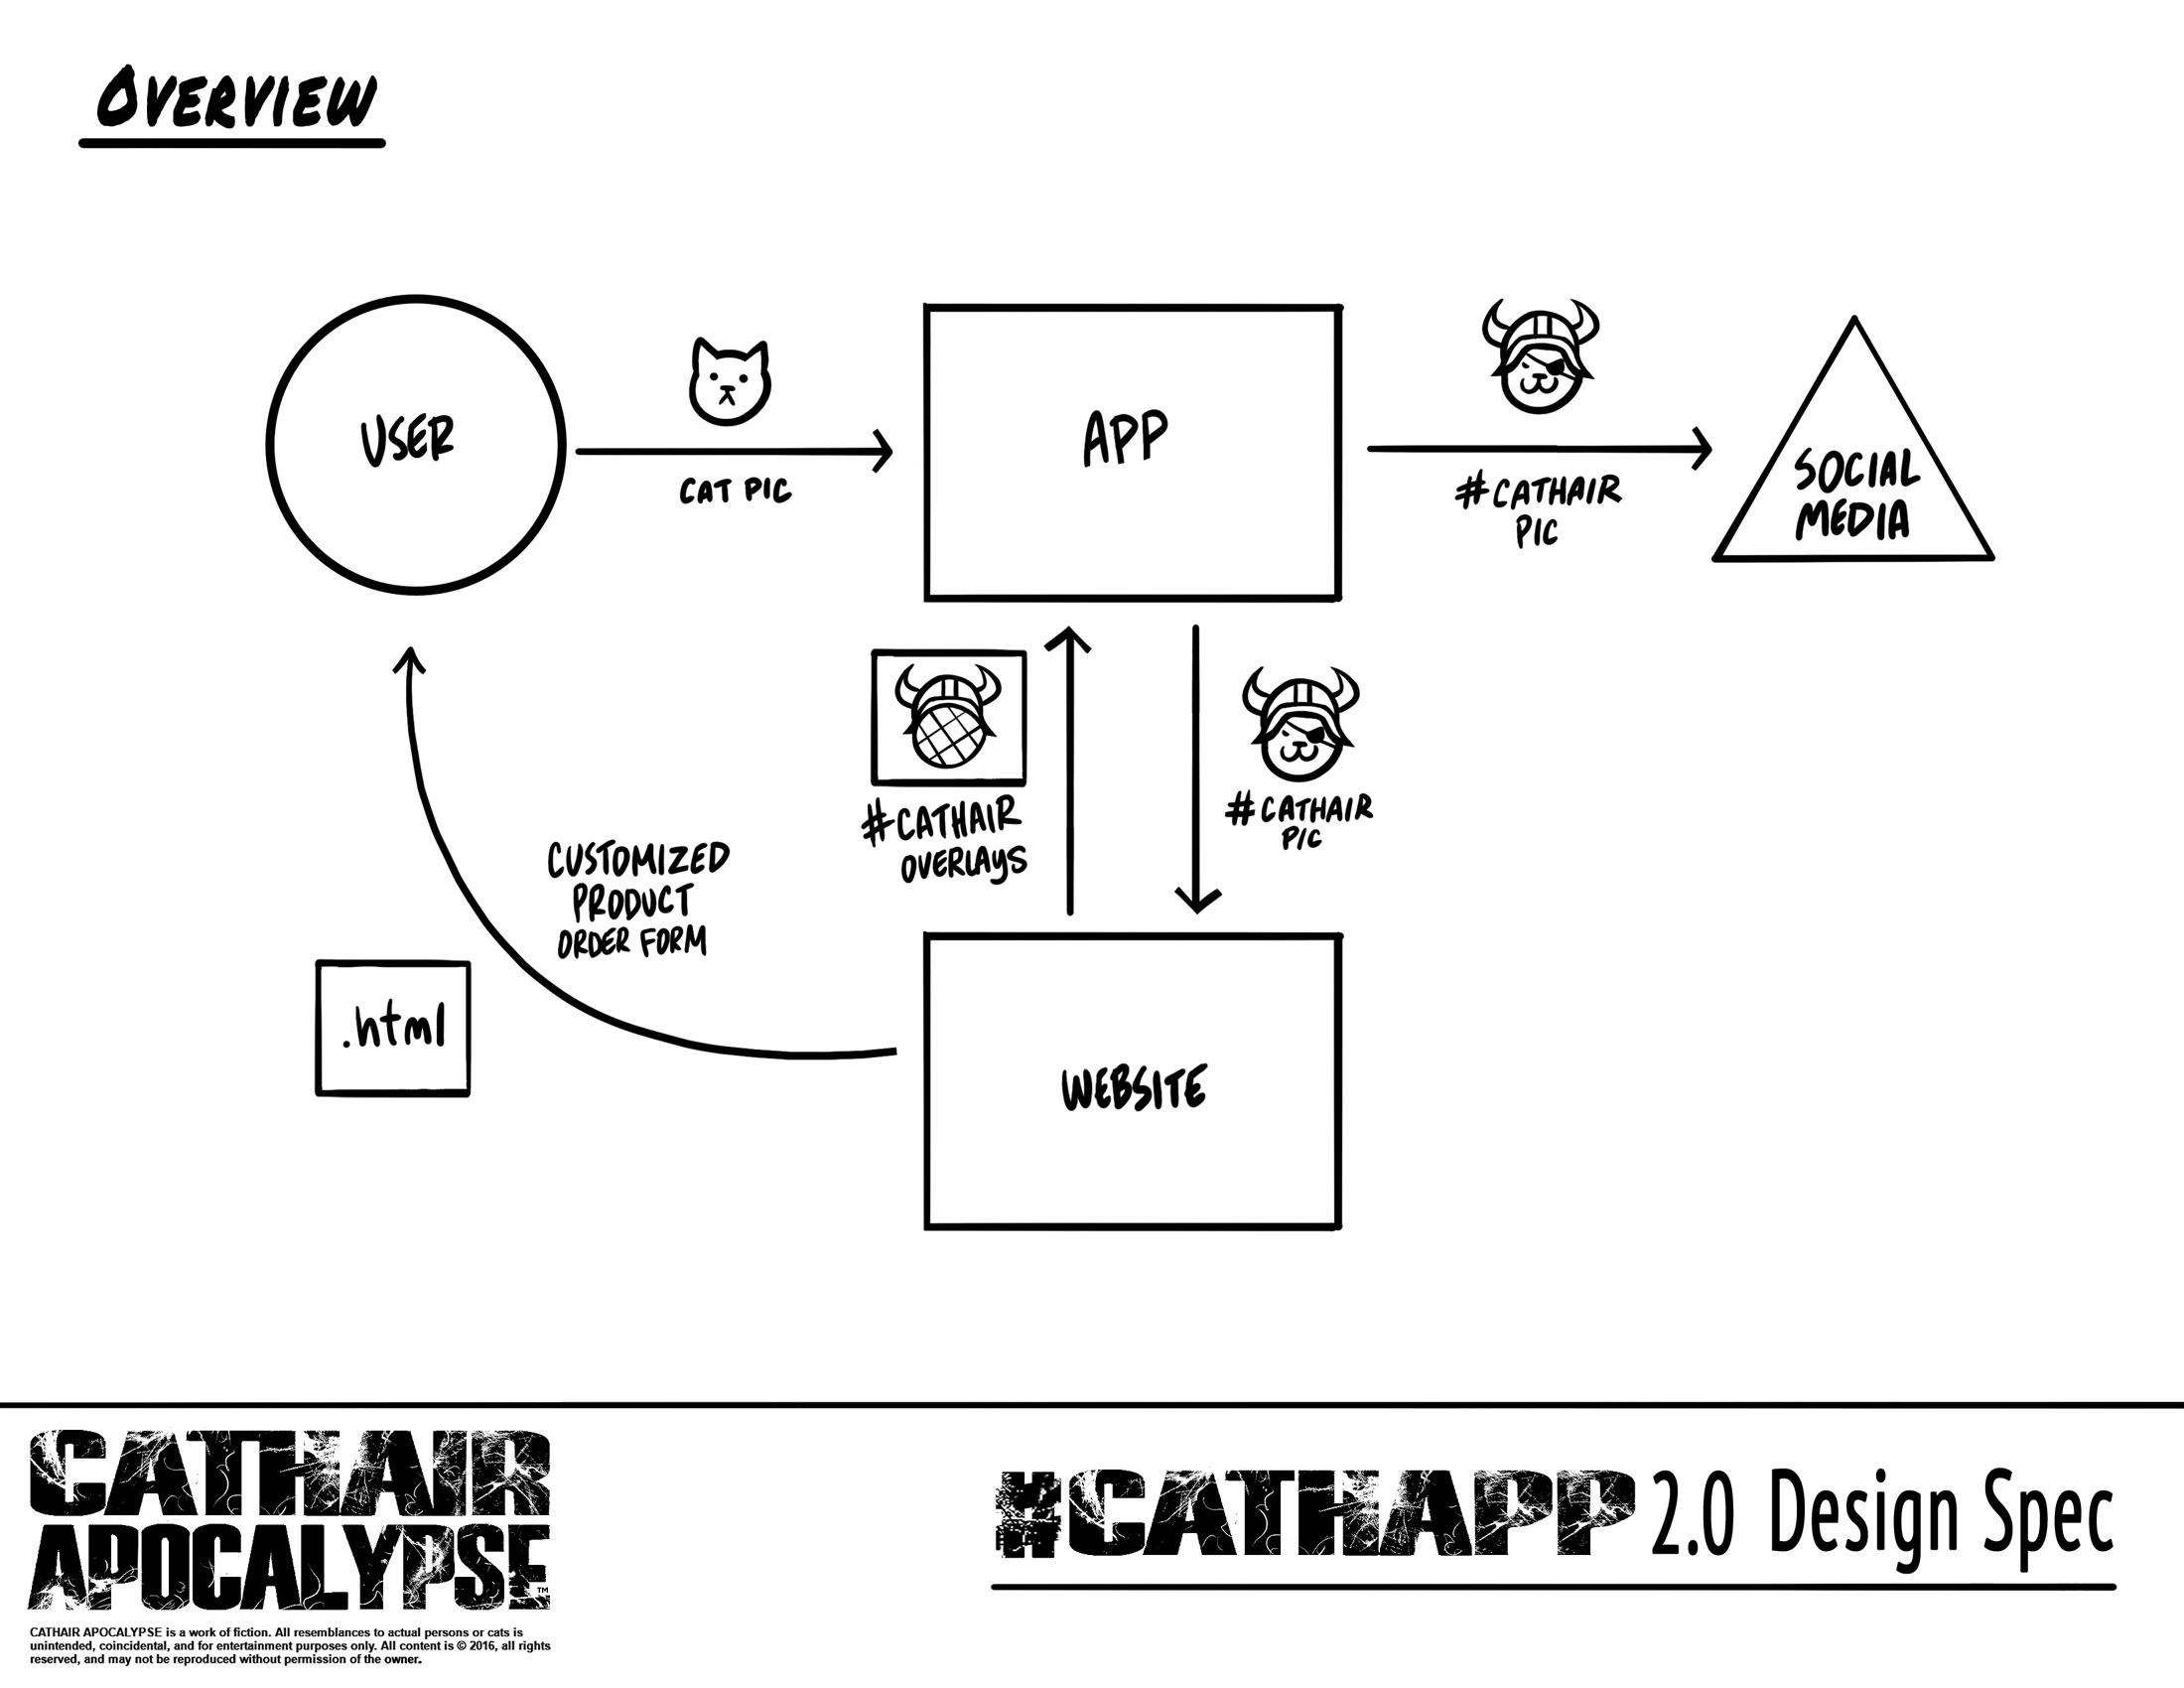 OVERVIEW
USER
CAT PIC
APP
#CATHAIR
PIC
SOCIAL
MEDIA
#CATHAIR
OVERLAYS
#CATHAIR
PIC
CUSTOMIZED
PRODUCT
ORDER FORM
.html
WEBSITE
CATHAIR
APOCALYPSE™
CATHAIR APOCALYPSE is a work of fiction. All resemblances to actual persons or cats is
unintended, coincidental, and for entertainment purposes only. All content is © 2016, all rights
reserved, and may not be reproduced without permission of the owner.
#CATHAPP 2.0 Design Spec